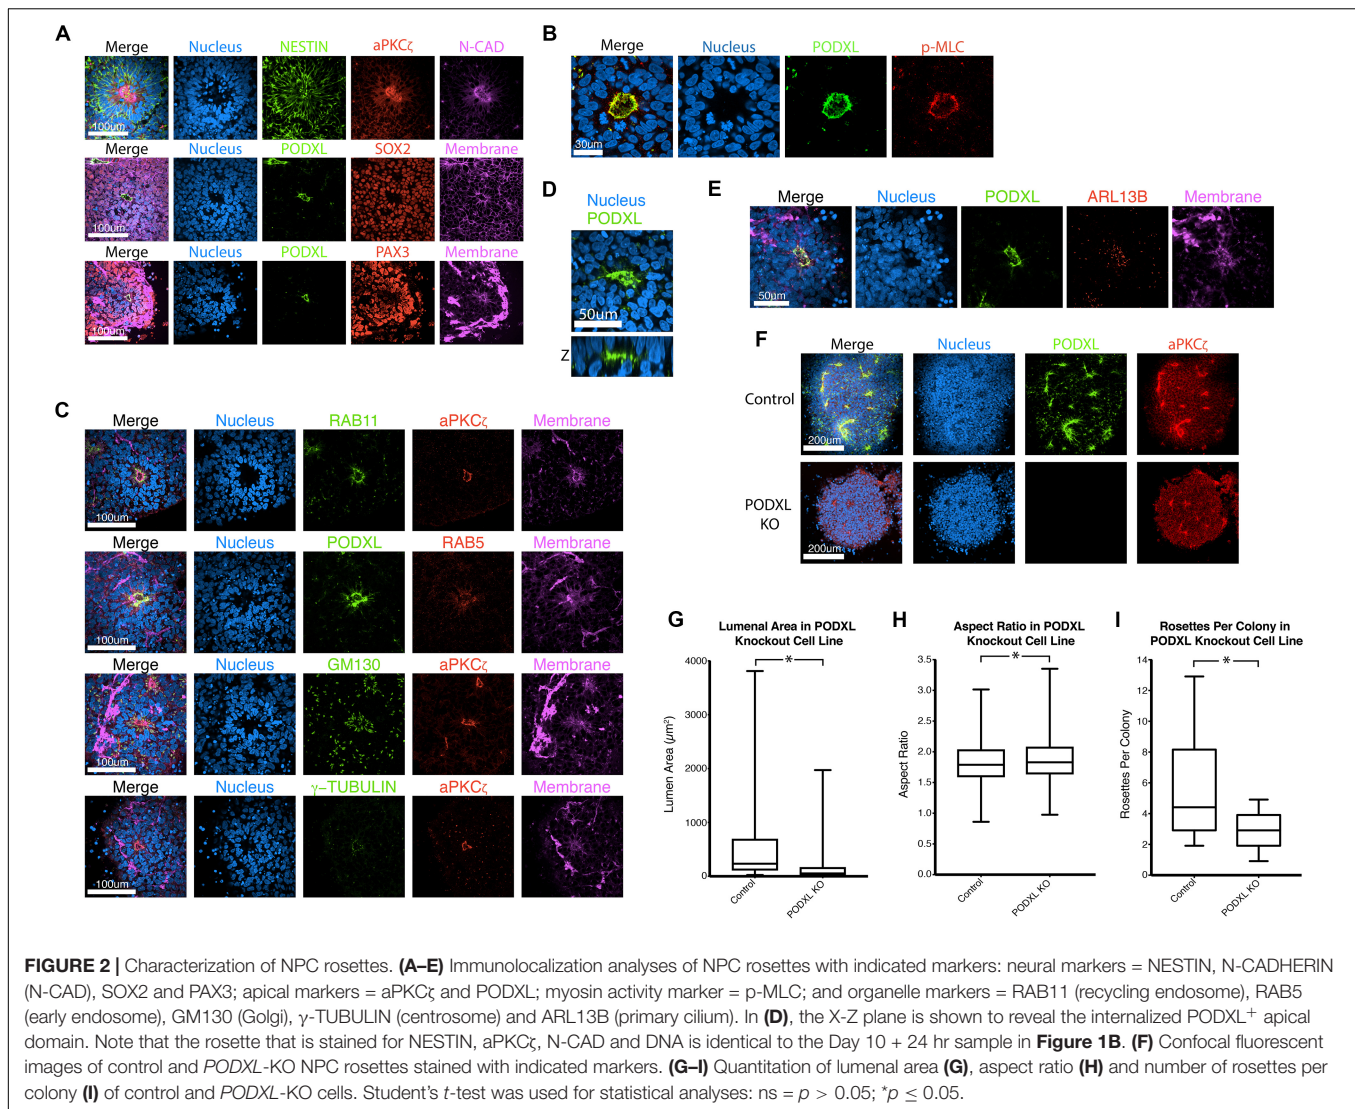 A
Merge Nucleus NESTIN aPKCζ N-CAD
100um
Merge Nucleus PODXL SOX2 Membrane
100um
Merge Nucleus PODXL PAX3 Membrane
100um
B
Merge Nucleus PODXL p-MLC
30um
C
Merge Nucleus RAB11 aPKCζ Membrane
100um
Merge Nucleus PODXL RAB5 Membrane
100um
Merge Nucleus GM130 aPKCζ Membrane
100um
Merge Nucleus γ-TUBULIN aPKCζ Membrane
100um
D
Nucleus
PODXL
50um
Z
E
Merge Nucleus PODXL ARL13B Membrane
50µm
F
Merge Nucleus PODXL aPKCζ
Control
200um
PODXL
KO
200um
G
Lumenal Area in PODXL
Knockout Cell Line
*
4000
3000
2000
1000
0
Lumen Area (µm²)
Control
PODXL KO
H
Aspect Ratio in PODXL
Knockout Cell Line
*
3.5
3.0
2.5
2.0
1.5
1.0
0.5
0.0
Aspect Ratio
Control
PODXL KO
I
Rosettes Per Colony in
PODXL Knockout Cell Line
*
14
12
10
8
6
4
2
0
Rosettes Per Colony
Control
PODXL KO
FIGURE 2 | Characterization of NPC rosettes. (A–E) Immunolocalization analyses of NPC rosettes with indicated markers: neural markers = NESTIN, N-CADHERIN
(N-CAD), SOX2 and PAX3; apical markers = aPKCζ and PODXL; myosin activity marker = p-MLC; and organelle markers = RAB11 (recycling endosome), RAB5
(early endosome), GM130 (Golgi), γ-TUBULIN (centrosome) and ARL13B (primary cilium). In (D), the X-Z plane is shown to reveal the internalized PODXL⁺ apical
domain. Note that the rosette that is stained for NESTIN, aPKCζ, N-CAD and DNA is identical to the Day 10 + 24 hr sample in Figure 1B. (F) Confocal fluorescent
images of control and PODXL-KO NPC rosettes stained with indicated markers. (G–I) Quantitation of lumenal area (G), aspect ratio (H) and number of rosettes per
colony (I) of control and PODXL-KO cells. Student's t-test was used for statistical analyses: ns = p > 0.05; *p ≤ 0.05.